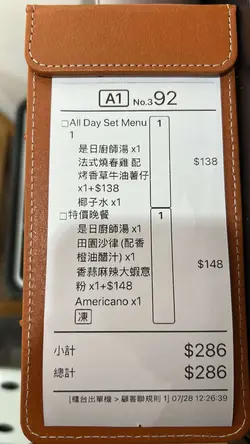 A1 No.392
□All Day Set Menu 1
1
是日廚師湯 x1
法式燒春雞 配
烤香草牛油薯仔
x1+$138
$138
椰子水 x1
□特價晚餐 1
是日廚師湯 x1
田園沙律 (配香
橙油醋汁) x1
香蒜麻辣大蝦意
粉 x1+$148
$148
Americano x1
凍
小計 $286
總計 $286
[櫃台出單機 > 顧客聯規則 1] 07/28 12:26:39